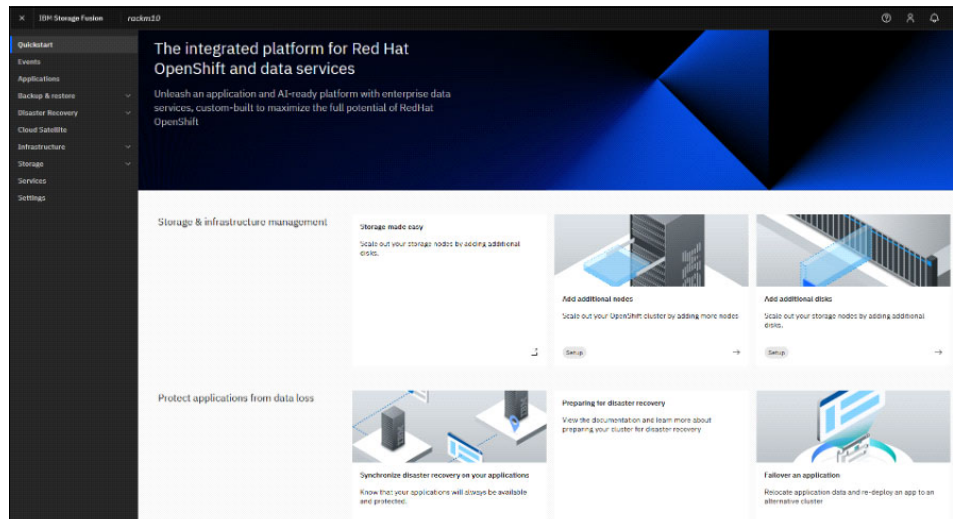 IBM Storage Fusion rackm10
Quickstart
Events
Applications
Backup & restore
Disaster Recovery
Cloud Satellite
Infrastructure
Storage
Services
Settings
The integrated platform for Red Hat
OpenShift and data services
Unleash an application and AI-ready platform with enterprise data
services, custom-built to maximize the full potential of RedHat
OpenShift
Storage & infrastructure management
Storage made easy
Scale out your storage nodes by adding additional
disks.
Add additional nodes
Scale out your OpenShift cluster by adding more nodes
Setup
Add additional disks
Scale out your storage nodes by adding additional
disks.
Setup
Protect applications from data loss
Synchronize disaster recovery on your applications
Know that your applications will always be available
and protected.
Preparing for disaster recovery
View the documentation and learn more about
preparing your cluster for disaster recovery
Failover an application
Relocate application data and re-deploy an app to an
alternative cluster